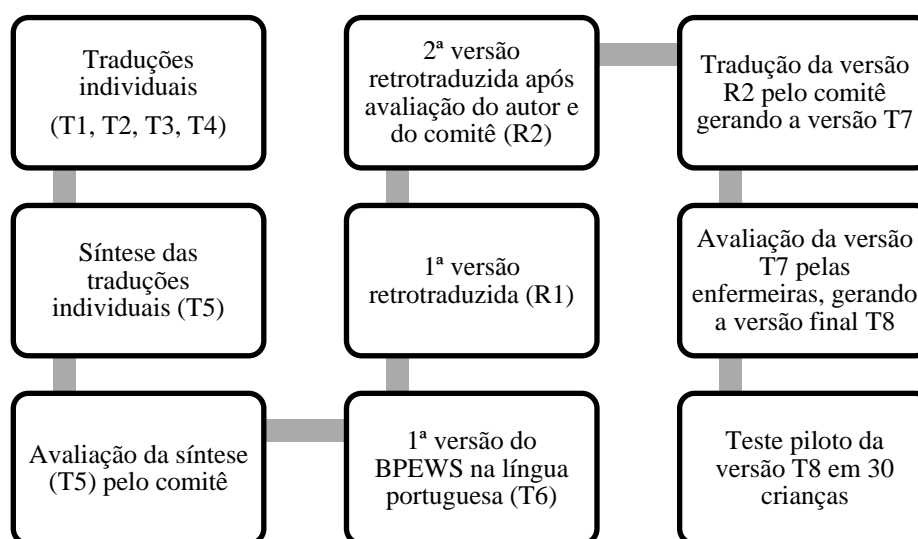 Traduções
individuais
(T1, T2, T3, T4)
Síntese das
traduções
individuais (T5)
Avaliação da síntese
(T5) pelo comitê
1ª versão do
BPEWS na língua
portuguesa (T6)
1ª versão
retrotraduzida (R1)
2ª versão
retrotraduzida após
avaliação do autor e
do comitê (R2)
Tradução da versão
R2 pelo comitê
gerando a versão T7
Avaliação da versão
T7 pelas
enfermeiras, gerando
a versão final T8
Teste piloto da
versão T8 em 30
crianças